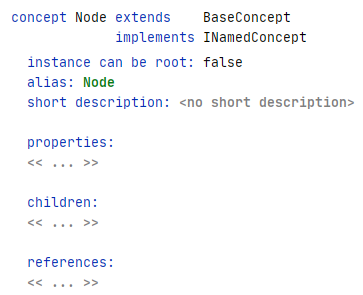 concept Node extends    BaseConcept
             implements INamedConcept
  instance can be root: false
  alias: Node
  short description: <no short description>
  properties:
  << ... >>
  children:
  << ... >>
  references:
  << ... >>